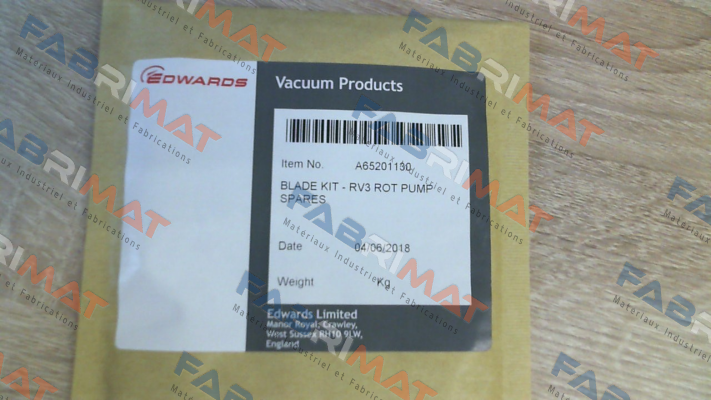 EDWARDS
Vacuum Products
Item No. A65201130
BLADE KIT - RV3 ROT PUMP
SPARES
Date 04/06/2018
Weight Kg
Edwards Limited
Manor Royal, Crawley,
West Sussex RH10 9LW,
England
FABRIMAT
Materiaux Industriel et Fabrications